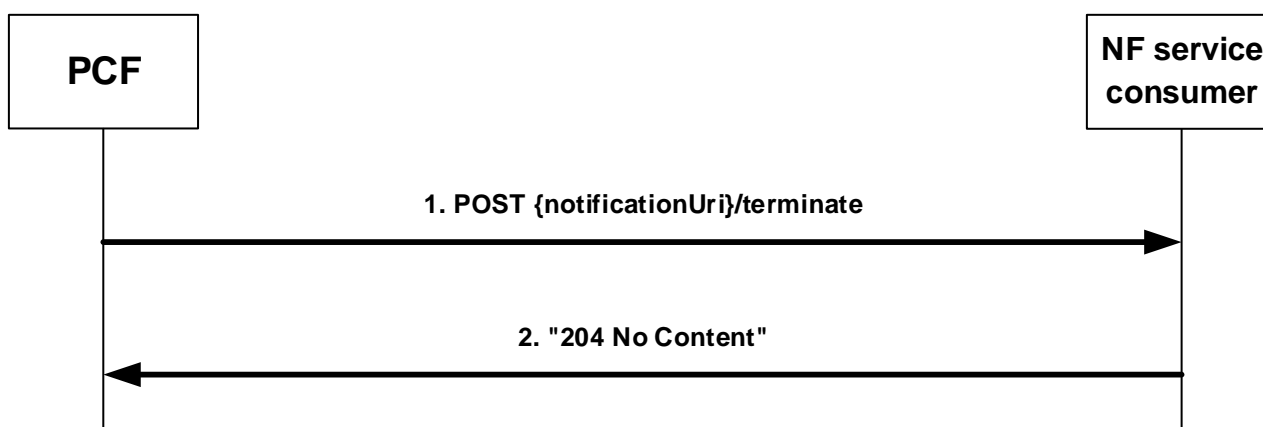 PCF
NF service
consumer
1. POST {notificationUri}/terminate
2. "204 No Content"